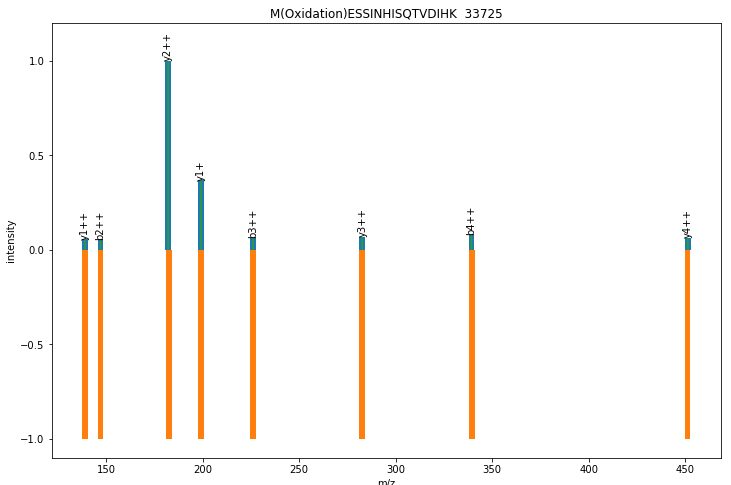 M(Oxidation)ESSINHISQTVDIHK  33725
intensity
1.0
0.5
0.0
−0.5
−1.0
y1++
b2++
y2++
y1+
b3++
y3++
b4++
y4++
150
200
250
300
350
400
450
m/z